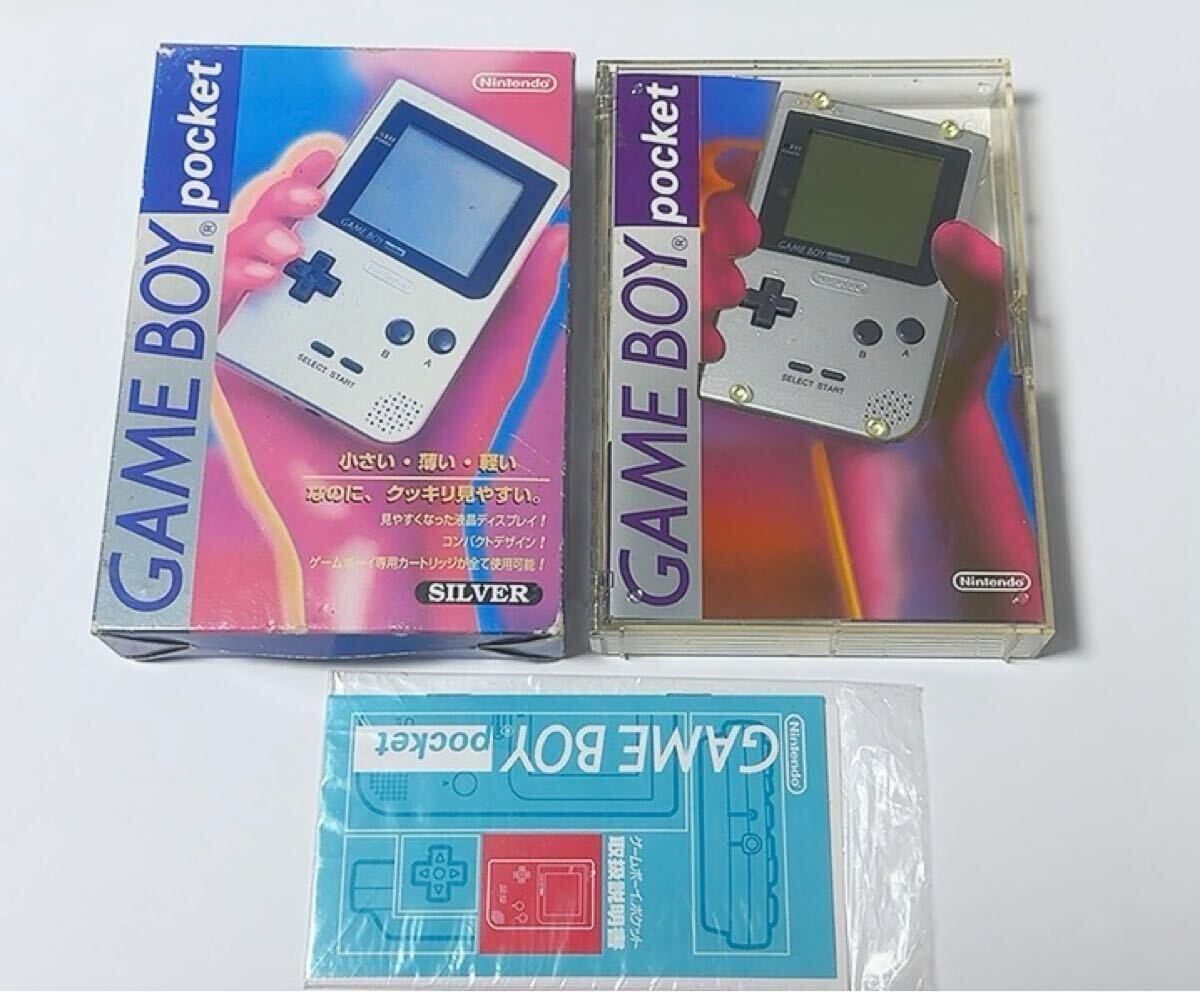 GAME BOY® pocket
Nintendo®
GAME BOY pocket
Nintendo
B
A
SELECT START
小さい・薄い・軽い
なのに、クッキリ見やすい。
見やすくなった液晶ディスプレイ！
コンパクトデザイン！
ゲームボーイ専用カートリッジが全て使用可能！
SILVER
GAME BOY® pocket
GAME BOY pocket
Nintendo
B
A
SELECT START
Nintendo®
GAME BOY® pocket
Nintendo®
ゲームボーイポケット
取扱説明書